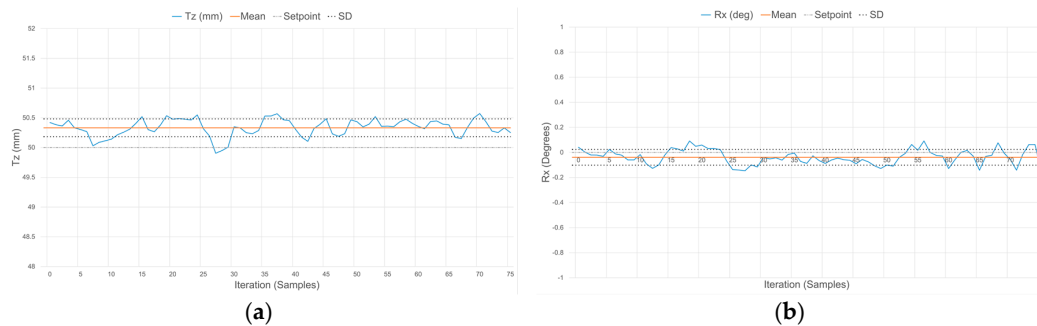 Tz (mm) Mean Setpoint SD
52
51.5
51
50.5
50
49.5
49
48.5
48
Tz (mm)
0 5 10 15 20 25 30 35 40 45 50 55 60 65 70 75
Iteration (Samples)
(a)
Rx (deg) Mean Setpoint SD
1
0.8
0.6
0.4
0.2
0
-0.2
-0.4
-0.6
-0.8
-1
Rx (Degrees)
0 5 10 15 20 25 30 35 40 45 50 55 60 65 70
Iteration (Samples)
(b)